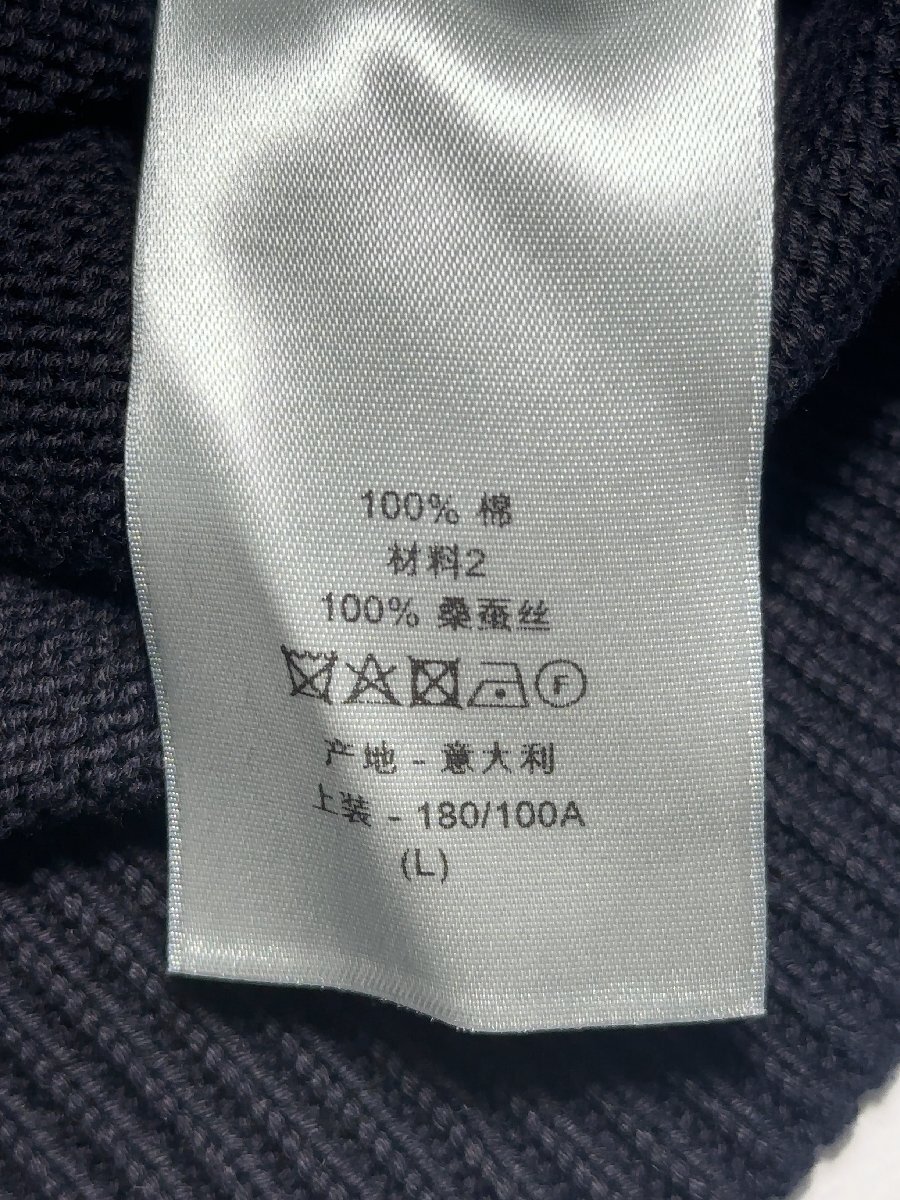 100% 棉
材料2
100% 桑蚕丝
F
产地 - 意大利
上装 - 180/100A
(L)